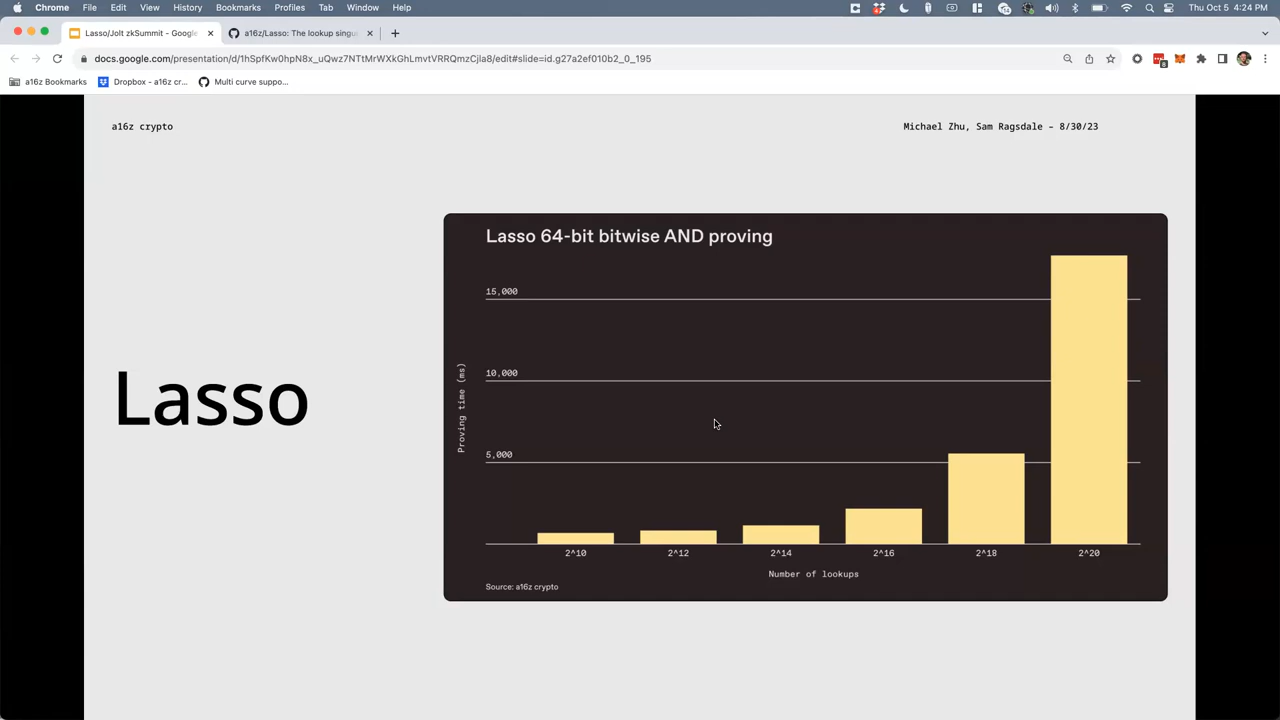 Chrome File Edit View History Bookmarks Profiles Tab Window Help Thu Oct 5 4:24 PM
Lasso/Jolt zkSummit - Google a16z/Lasso: The lookup singu
docs.google.com/presentation/d/1hSpfKw0hpN8x_uQwz7NTtMrWXkGhLmvtVRRQmzCjla8/edit#slide=id.g27a2ef010b2_0_195
a16z Bookmarks Dropbox - a16z cr... Multi curve suppo...
a16z crypto
Michael Zhu, Sam Ragsdale – 8/30/23
Lasso
Lasso 64-bit bitwise AND proving
15,000
10,000
5,000
Proving time (ms)
2^10 2^12 2^14 2^16 2^18 2^20
Number of lookups
Source: a16z crypto